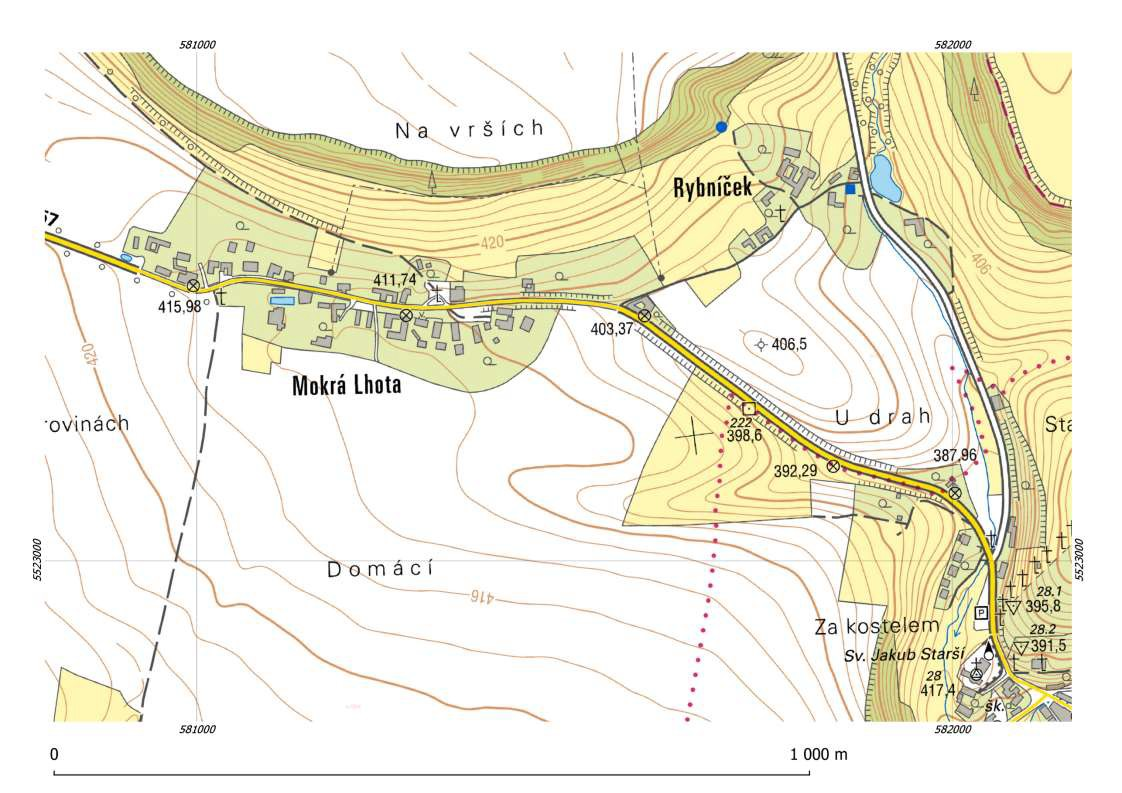 581000 582000
Na vrších
Rybníček
57
420
411,74
415,98
406
403,37
406,5
420
Mokrá Lhota
rovinách
222
398,6
U drah
Sta
387,96
392,29
5523000
5523000
Domácí
416
28.1
395,8
Za kostelem
28.2
391,5
Sv. Jakub Starší
28
417,4
P
šk.
581000 582000
0 1 000 m